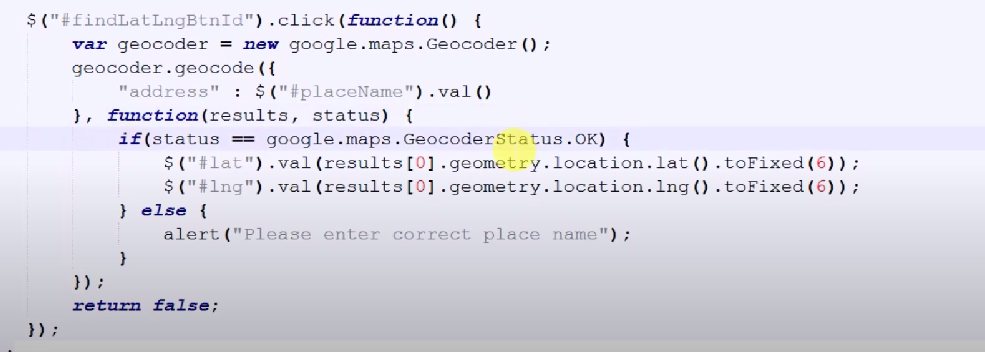 $("#findLatLngBtnId").click(function() {
    var geocoder = new google.maps.Geocoder();
    geocoder.geocode({
        "address" : $("#placeName").val()
    }, function(results, status) {
        if(status == google.maps.GeocoderStatus.OK) {
            $("#lat").val(results[0].geometry.location.lat().toFixed(6));
            $("#lng").val(results[0].geometry.location.lng().toFixed(6));
        } else {
            alert("Please enter correct place name");
        }
    });
    return false;
});